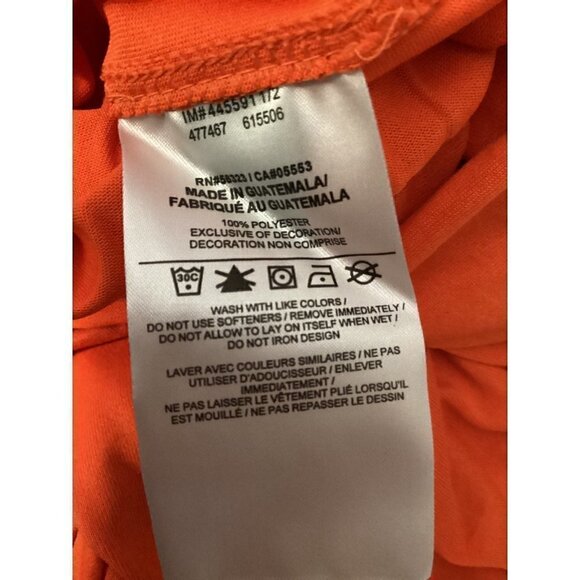 IM#445591 1/2
477467 615506
RN#56323 / CA#05553
MADE IN GUATEMALA/
FABRIQUÉ AU GUATEMALA
100% POLYESTER
EXCLUSIVE OF DECORATION/
DECORATION NON COMPRISE
30C
WASH WITH LIKE COLORS /
DO NOT USE SOFTENERS / REMOVE IMMEDIATELY /
DO NOT ALLOW TO LAY ON ITSELF WHEN WET /
DO NOT IRON DESIGN
LAVER AVEC COULEURS SIMILAIRES / NE PAS
UTILISER D'ADOUCISSEUR / ENLEVER
IMMEDIATEMENT /
NE PAS LAISSER LE VÊTEMENT PLIÉ LORSQU'IL
EST MOUILLÉ / NE PAS REPASSER LE DESSIN